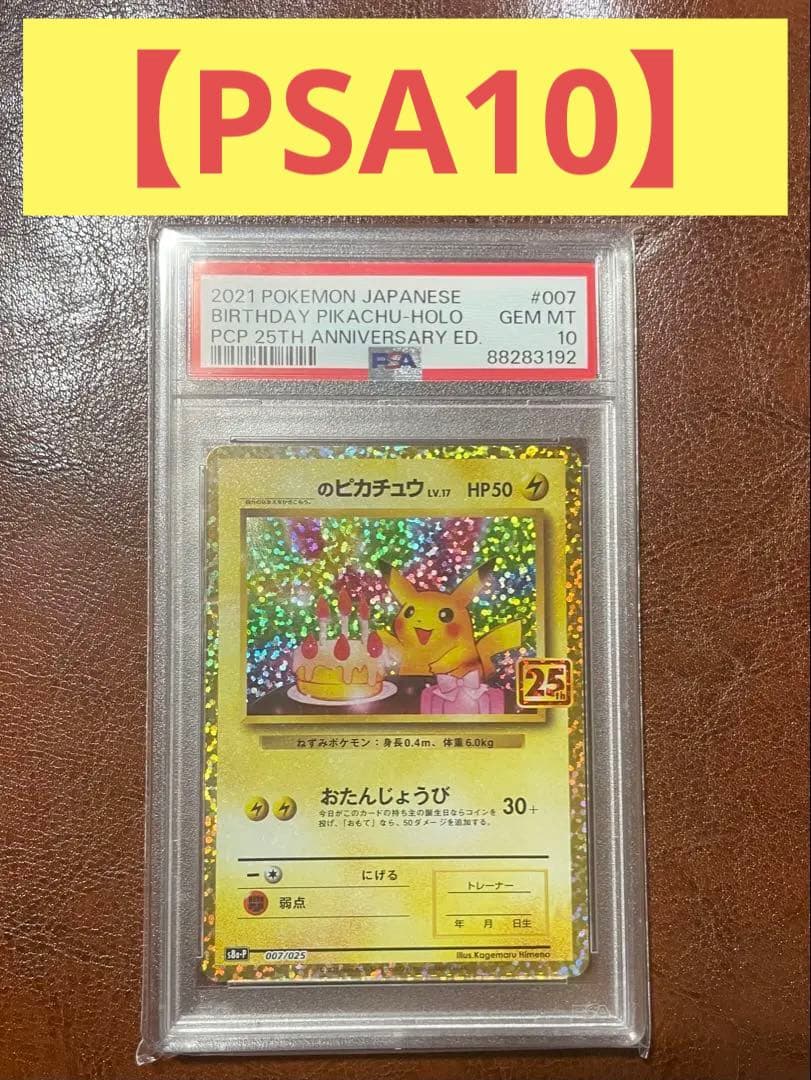 【PSA10】
2021 POKEMON JAPANESE #007
BIRTHDAY PIKACHU-HOLO GEM MT
PCP 25TH ANNIVERSARY ED. 10
PSA 88283192
のピカチュウ LV.17 HP50
25th
ねずみポケモン：身長0.4m、体重6.0kg
おたんじょうび 30+
今日がこのカードの持ち主の誕生日ならコインを
投げ、「おもて」なら、50ダメージを追加する。
にげる
弱点
トレーナー
年 月 日生
s8a-P 007/025 Illus.Kagemaru Himeno
PSA